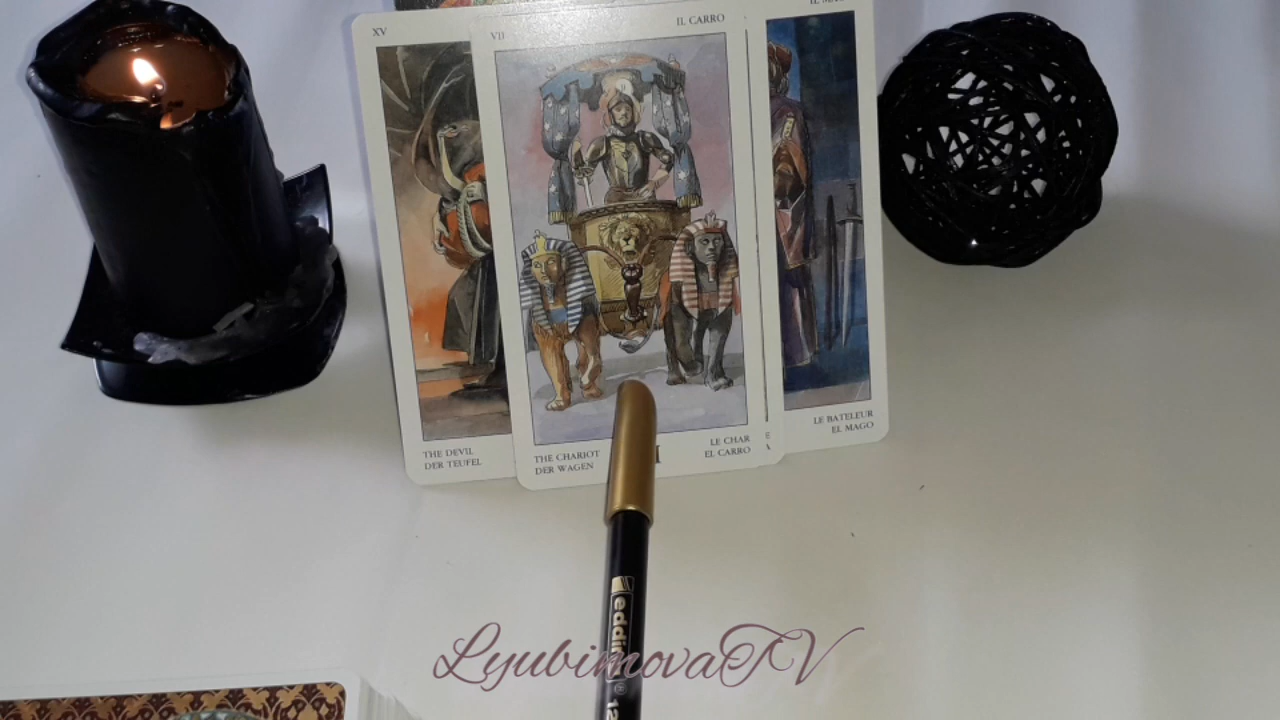 XV
VII
IL CARRO
THE DEVIL
DER TEUFEL
THE CHARIOT
DER WAGEN
LE CHAR
EL CARRO
LE BATELEUR
EL MAGO
LyubimovaTV